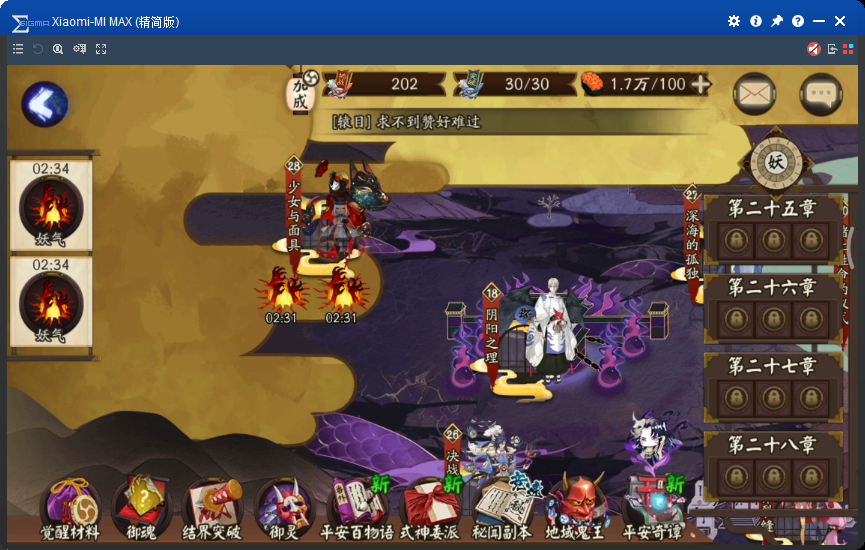 SIGMA Xiaomi-MI MAX (精简版)
加成
202
30/30
1.7万/100
[辕日] 求不到赞好难过
02:34
妖气
02:34
妖气
28
少女与面具
02:31
02:31
18
阴阳之理
27
深海的孤独
26
决战
妖
第二十五章
第二十六章
第二十七章
第二十八章
觉醒材料
御魂
结界突破
御灵
新
平安百物语
新
式神委派
秘闻副本
地域鬼王
新
平安奇谭